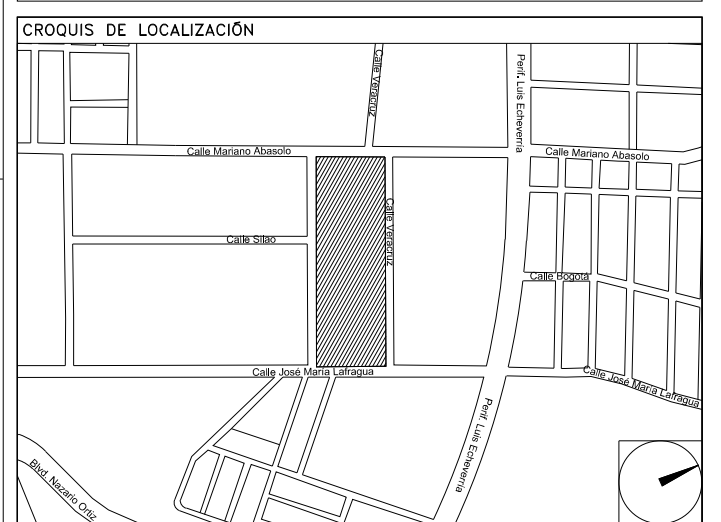 CROQUIS DE LOCALIZACIÓN
Calle Veracruz
Perif. Luis Echeverría
Calle Mariano Abasolo
Calle Mariano Abasolo
Calle Silao
Calle Veracruz
Calle Bogotá
Calle José María Lafragua
Calle José María Lafragua
Perif. Luis Echeverría
Blvd. Nazario Ortiz